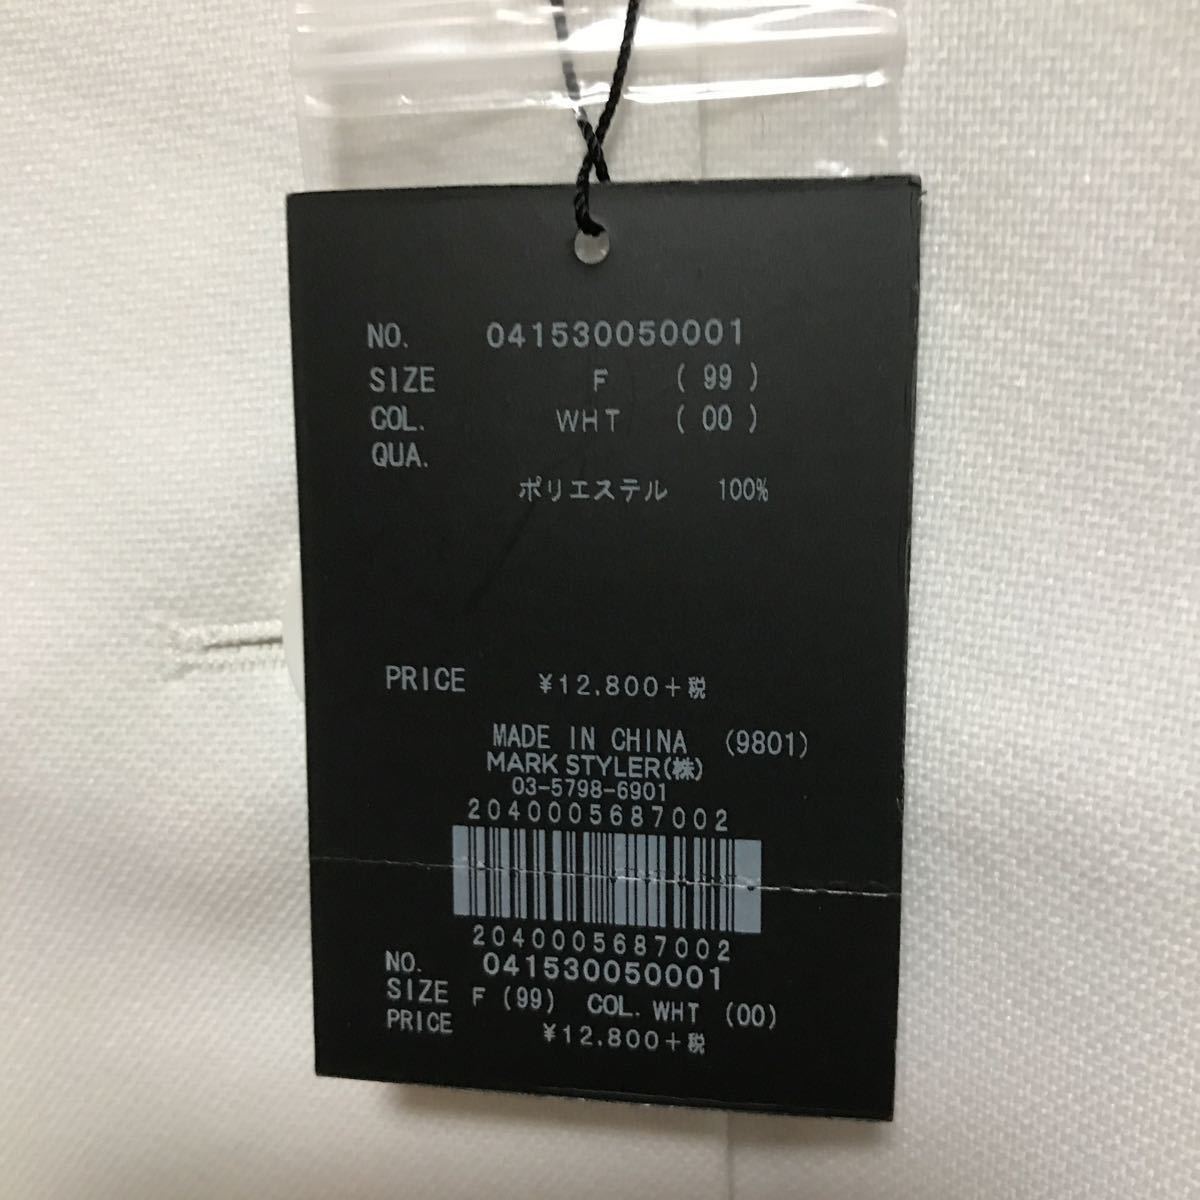 NO. 041530050001
SIZE F ( 99 )
COL. WHT ( 00 )
QUA.
ポリエステル 100%
PRICE ¥12,800+税
MADE IN CHINA (9801)
MARK STYLER(株)
03-5798-6901
2040005687002
2040005687002
NO. 041530050001
SIZE F (99) COL. WHT (00)
PRICE ¥12,800+税